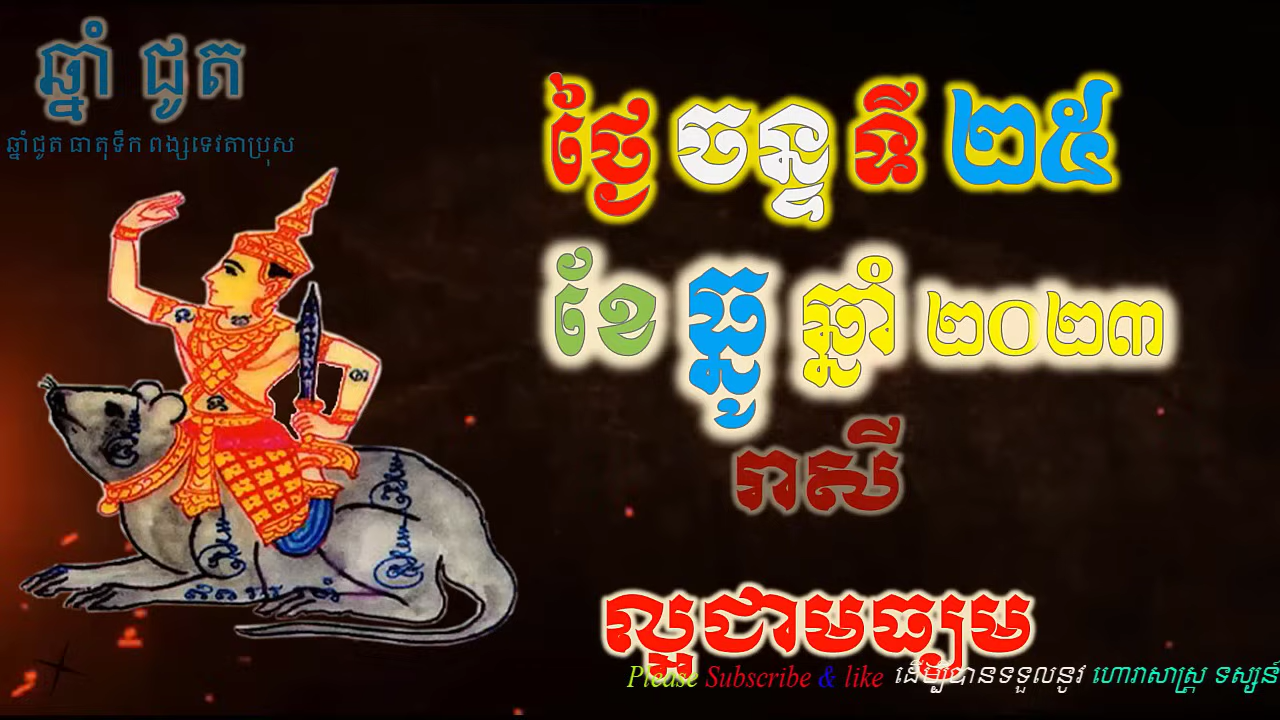 ឆ្នាំ ជូត
ឆ្នាំជូត ធាតុទឹក ពង្សទេវតាប្រុស
ថ្ងៃ ចន្ទ ទី ២៥
ខែ ធ្នូ ឆ្នាំ ២០២៣
រាសី
ល្អជាមធ្យម
Please Subscribe & like ដើម្បីបានទទួលនូវ ហោរាសាស្ត្រ ទស្សន៍